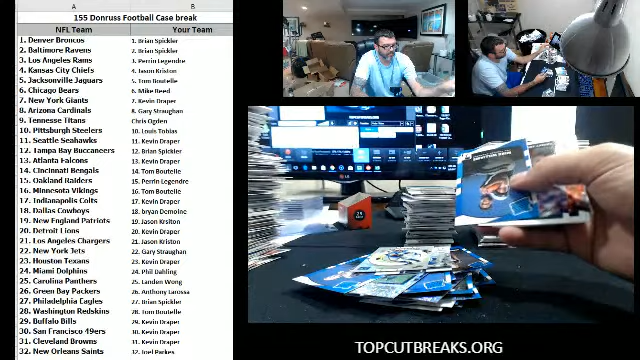 A B
155 Donruss Football Case break
NFL Team Your Team
1. Denver Broncos 1. Brian Spickler
2. Baltimore Ravens 2. Brian Spickler
3. Los Angeles Rams 3. Perrin Legendre
4. Kansas City Chiefs 4. Jason Kriston
5. Jacksonville Jaguars 5. Tom Boutelle
6. Chicago Bears 6. Mike Reed
7. New York Giants 7. Kevin Draper
8. Arizona Cardinals 8. Gary Straughan
9. Tennesse Titans Chris Ogden
10. Pittsburgh Steelers 10. Louis Tobias
11. Seattle Seahawks 11. Kevin Draper
12. Tampa Bay Buccaneers 12. Brian Spickler
13. Atlanta Falcons 13. Kevin Draper
14. Cincinnati Bengals 14. Tom Boutelle
15. Oakland Raiders 15. Perrin Legendre
16. Minnesota Vikings 16. Tom Boutelle
17. Indianapolis Colts 17. Kevin Draper
18. Dallas Cowboys 18. bryan Demoine
19. New England Patriots 19. Jason Krsiton
20. Detroit Lions 20. Kevin Draper
21. Los Angeles Chargers 21. Jason Kriston
22. New York Jets 22. Gary Straughan
23. Houston Texans 23. Kevin Draper
24. Miami Dolphins 24. Phil Dahling
25. Carolina Panthers 25. Landen Wong
26. Green Bay Packers 26. Anthony Larossa
27. Philadelphia Eagles 27. Brian Spickler
28. Washington Redskins 28. Tom Boutelle
29. Buffalo Bills 29. Kevin Draper
30. San Francisco 49ers 30. Kevin Draper
31. Cleveland Browns 31. Kevin Draper
32. New Orleans Saints 32. Joel Parkes
TOPCUTBREAKS.ORG